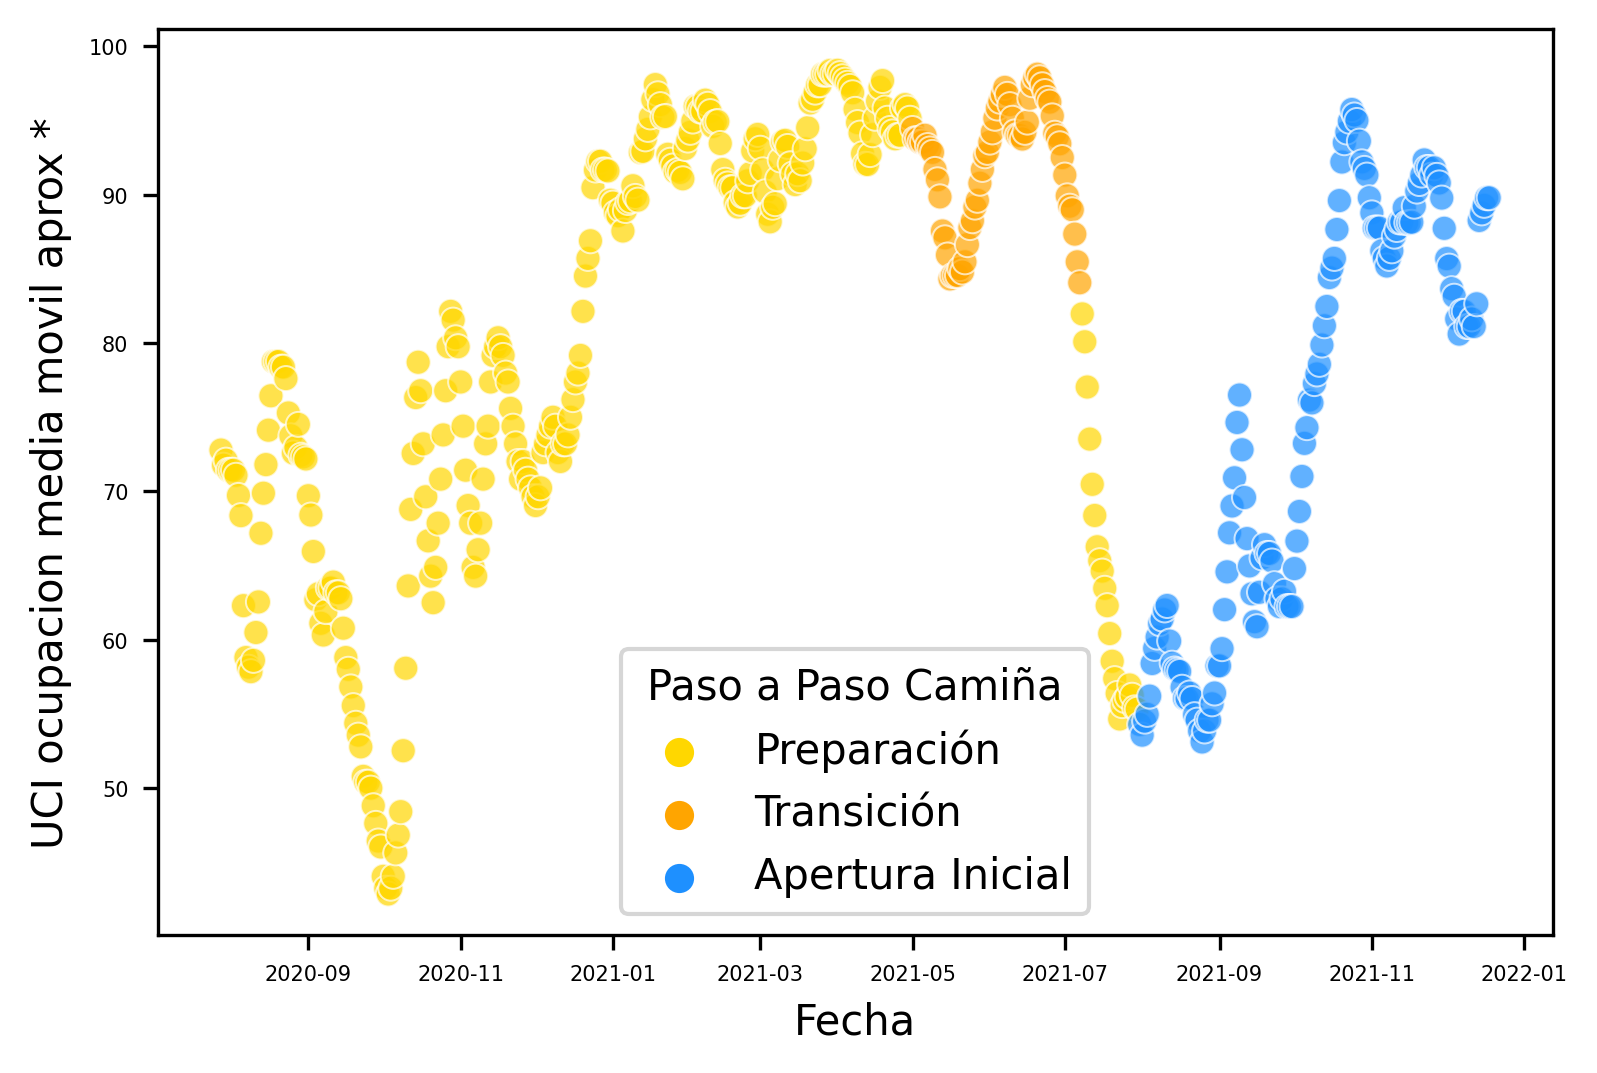 UCI ocupacion media movil aprox *
100
90
80
70
60
50
Paso a Paso Camiña
Preparación
Transición
Apertura Inicial
2020-09 2020-11 2021-01 2021-03 2021-05 2021-07 2021-09 2021-11 2022-01
Fecha